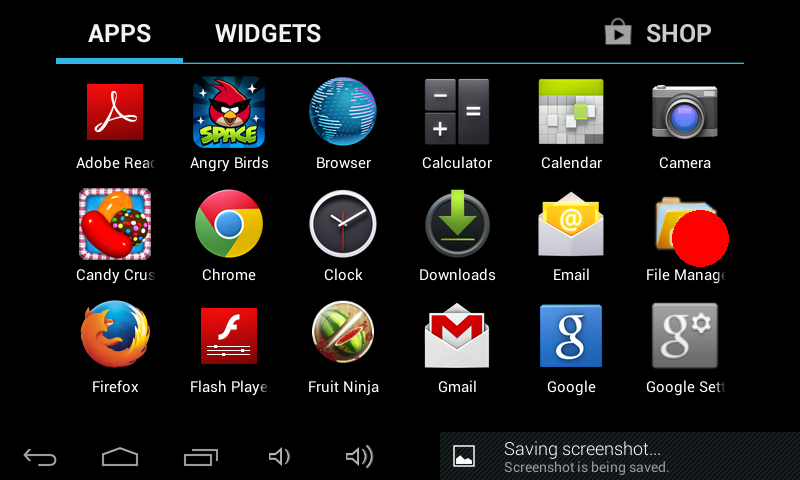 APPS WIDGETS SHOP
SPACE
Adobe Reac Angry Birds Browser Calculator Calendar Camera
@
Candy Crus Chrome Clock Downloads Email File Manage
g g
Firefox Flash Playe Fruit Ninja Gmail Google Google Sett
Saving screenshot...
Screenshot is being saved.